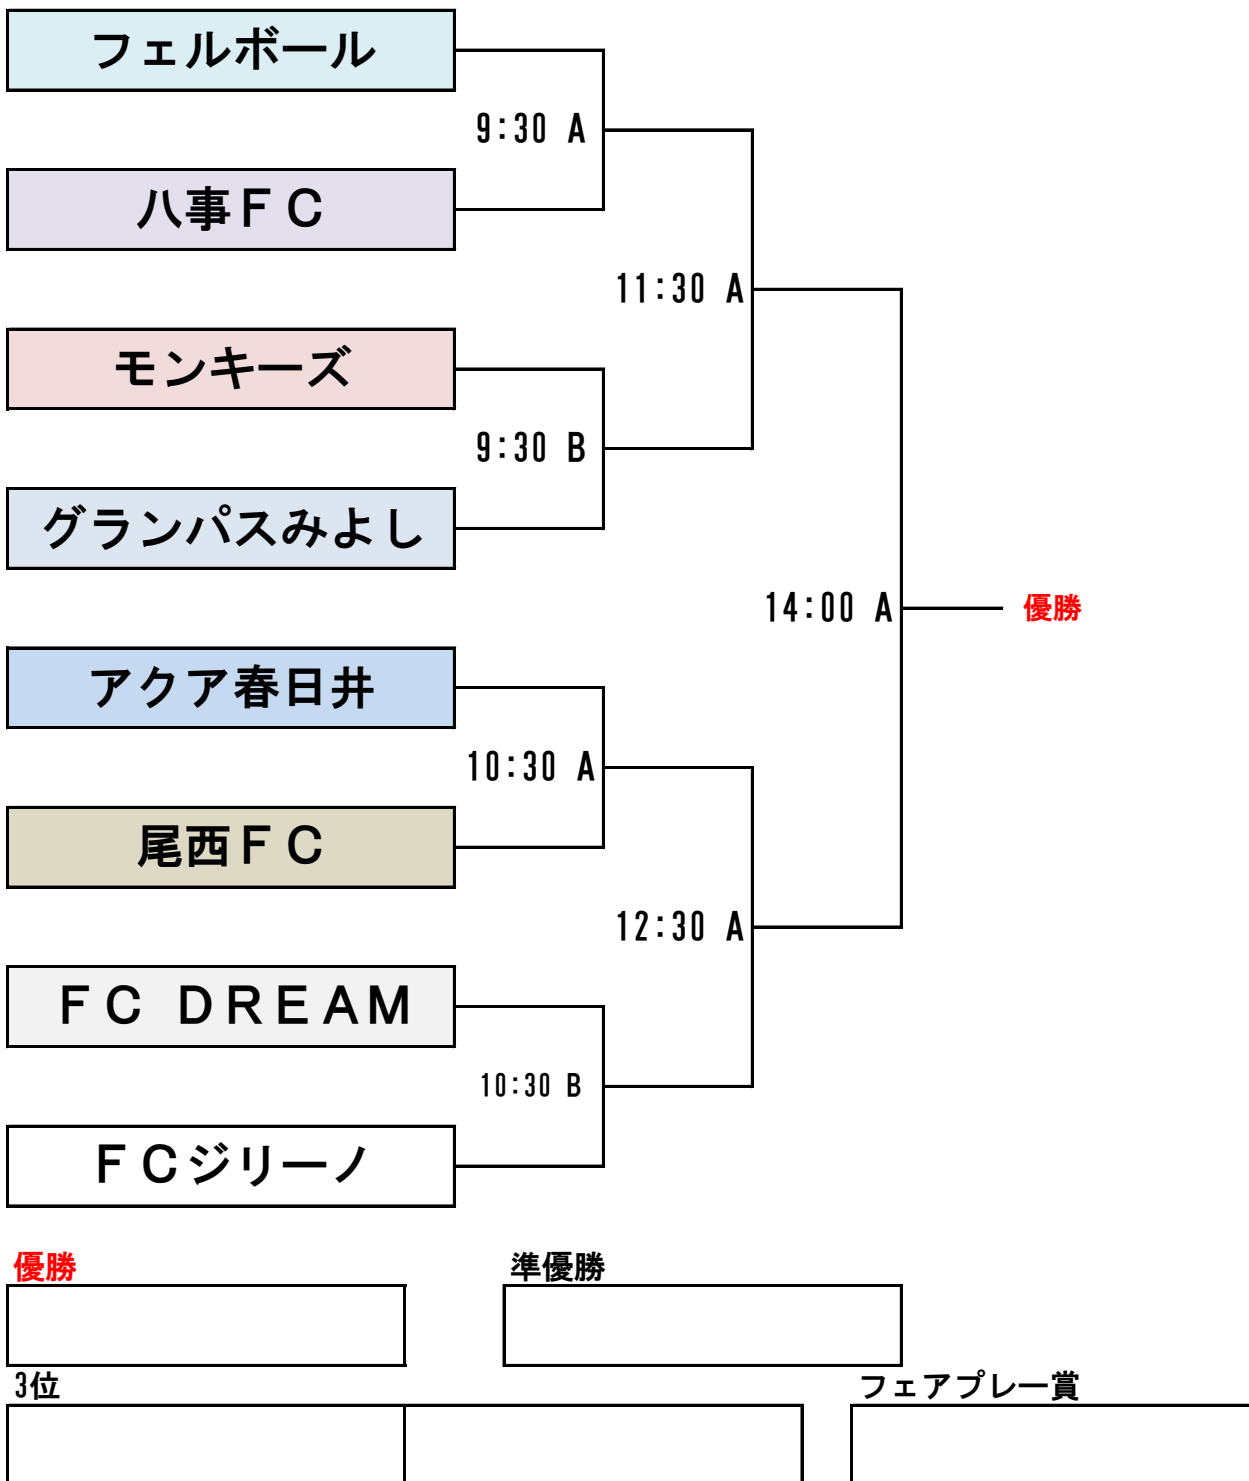 フェルボール
9:30 A
八事ＦＣ
11:30 A
モンキーズ
9:30 B
グランパスみよし
14:00 A
優勝
アクア春日井
10:30 A
尾西ＦＣ
12:30 A
ＦＣ ＤＲＥＡＭ
10:30 B
ＦＣジリーノ
優勝
準優勝
3位
フェアプレー賞